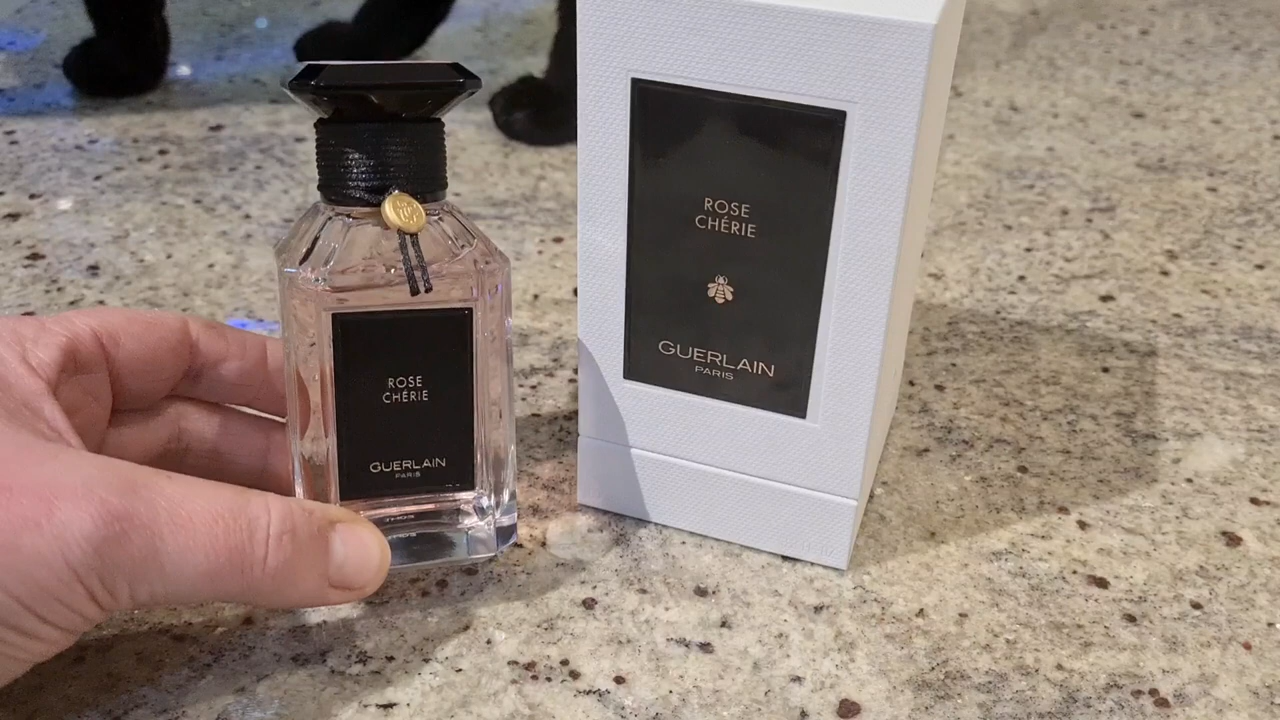 ROSE
CHÉRIE
GUERLAIN
PARIS
ROSE
CHÉRIE
GUERLAIN
PARIS